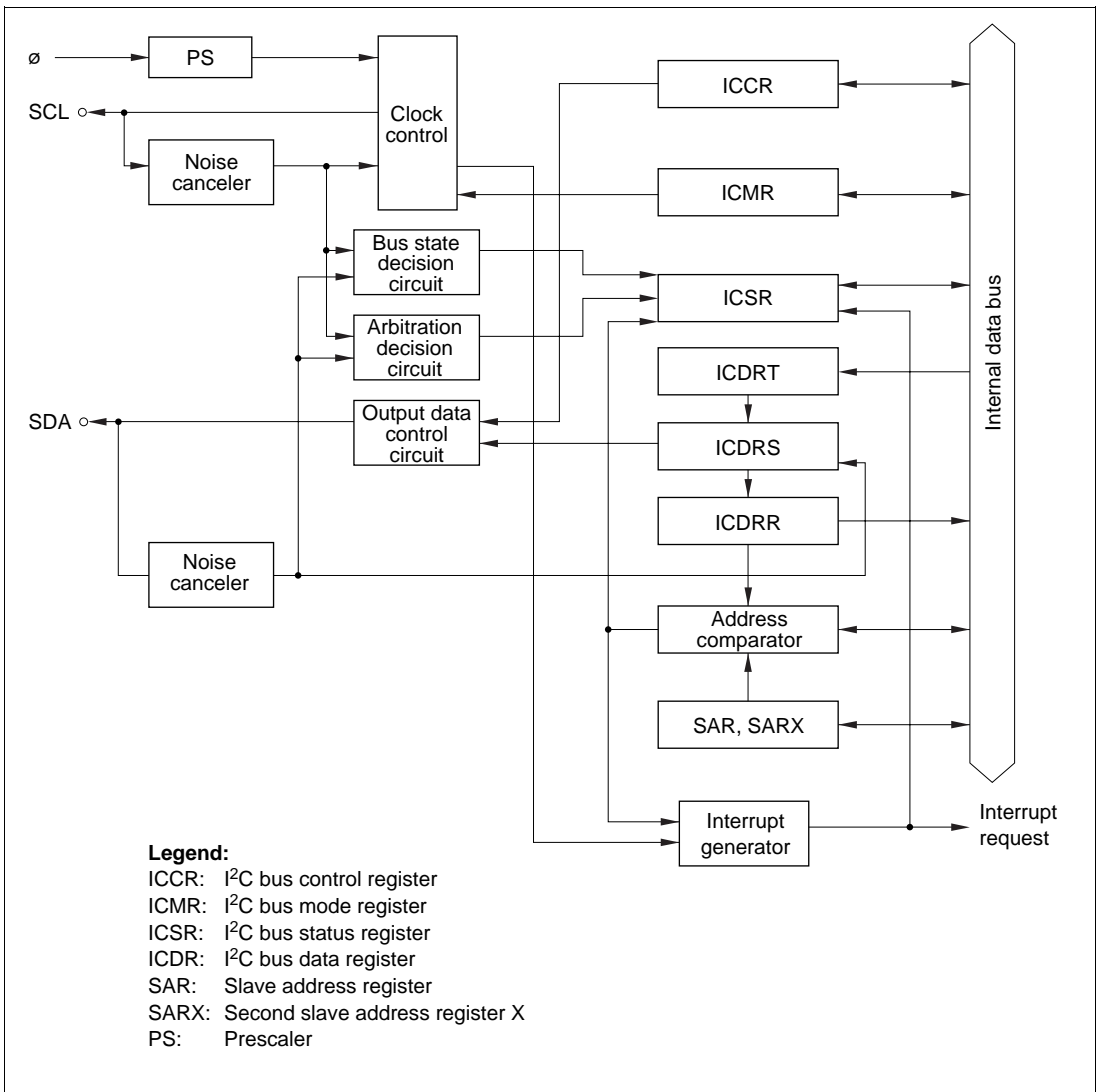 ø
PS
SCL
Clock
control
Noise
canceler
ICCR
ICMR
Bus state
decision
circuit
ICSR
Arbitration
decision
circuit
ICDRT
SDA
Output data
control
circuit
ICDRS
ICDRR
Noise
canceler
Address
comparator
SAR, SARX
Internal data bus
Interrupt
generator
Interrupt
request
Legend:
ICCR: I²C bus control register
ICMR: I²C bus mode register
ICSR: I²C bus status register
ICDR: I²C bus data register
SAR: Slave address register
SARX: Second slave address register X
PS: Prescaler